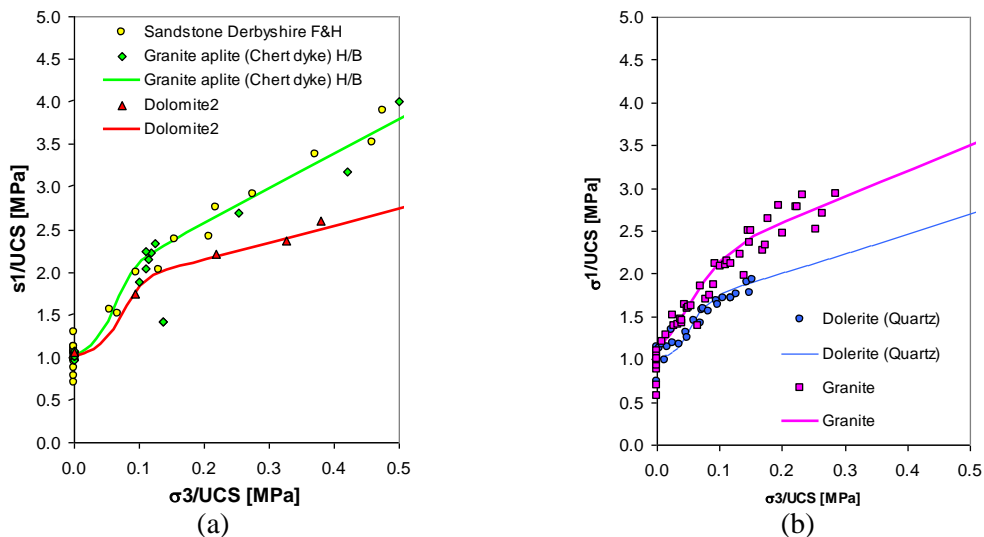 5.0
4.5
4.0
3.5
3.0
2.5
2.0
1.5
1.0
0.5
0.0
s1/UCS [MPa]
Sandstone Derbyshire F&H
Granite aplite (Chert dyke) H/B
Granite aplite (Chert dyke) H/B
Dolomite2
Dolomite2
0.0 0.1 0.2 0.3 0.4 0.5
σ3/UCS [MPa]
(a)
5.0
4.5
4.0
3.5
3.0
2.5
2.0
1.5
1.0
0.5
0.0
σ1/UCS [MPa]
Dolerite (Quartz)
Dolerite (Quartz)
Granite
Granite
0.0 0.1 0.2 0.3 0.4 0.5
σ3/UCS [MPa]
(b)